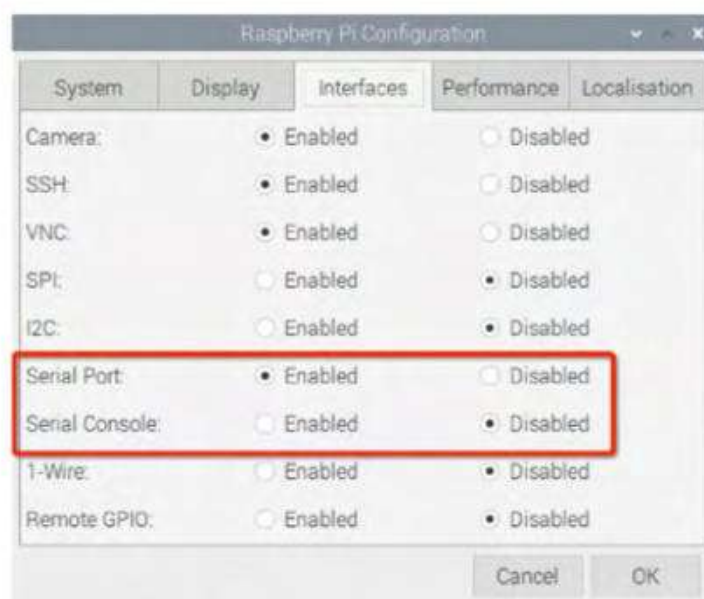 Raspberry Pi Configuration
System Display Interfaces Performance Localisation
Camera: Enabled Disabled
SSH: Enabled Disabled
VNC: Enabled Disabled
SPI: Enabled Disabled
I2C: Enabled Disabled
Serial Port: Enabled Disabled
Serial Console: Enabled Disabled
1-Wire: Enabled Disabled
Remote GPIO: Enabled Disabled
Cancel OK